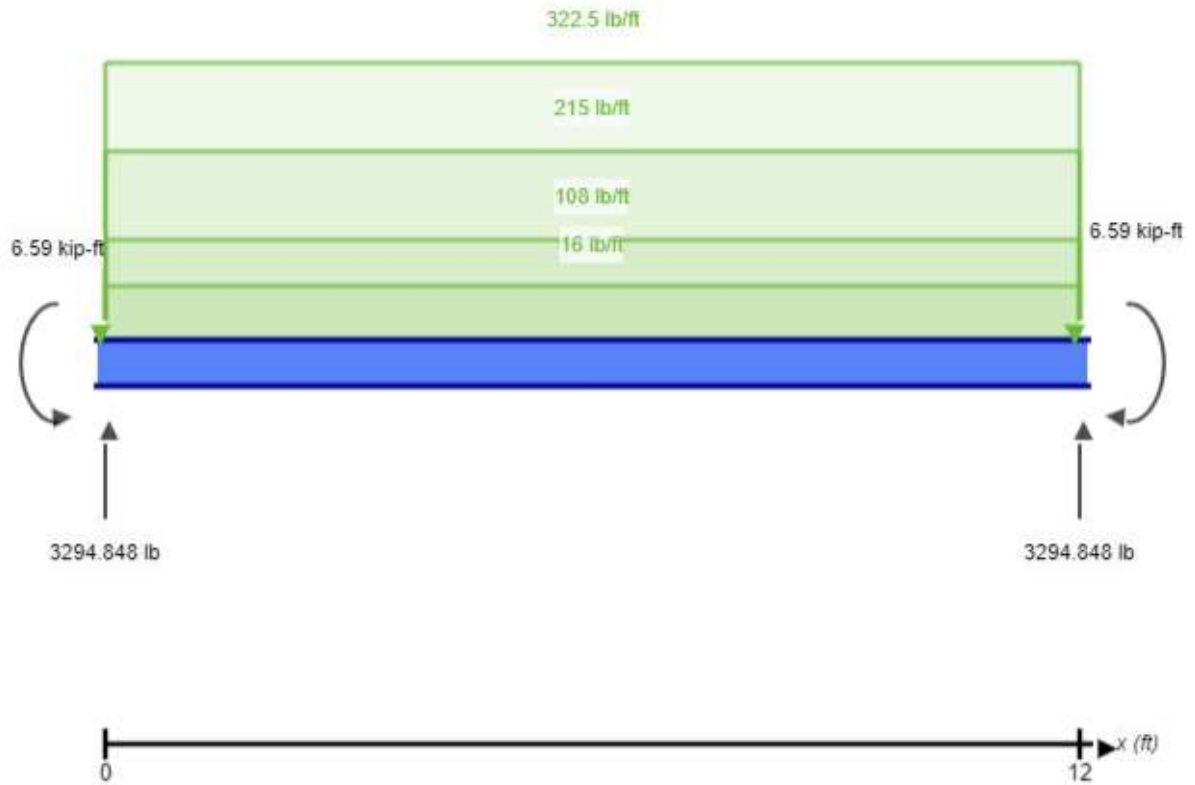 322.5 lb/ft
215 lb/ft
108 lb/ft
16 lb/ft
6.59 kip-ft
6.59 kip-ft
3294.848 lb
3294.848 lb
x (ft)
0
12